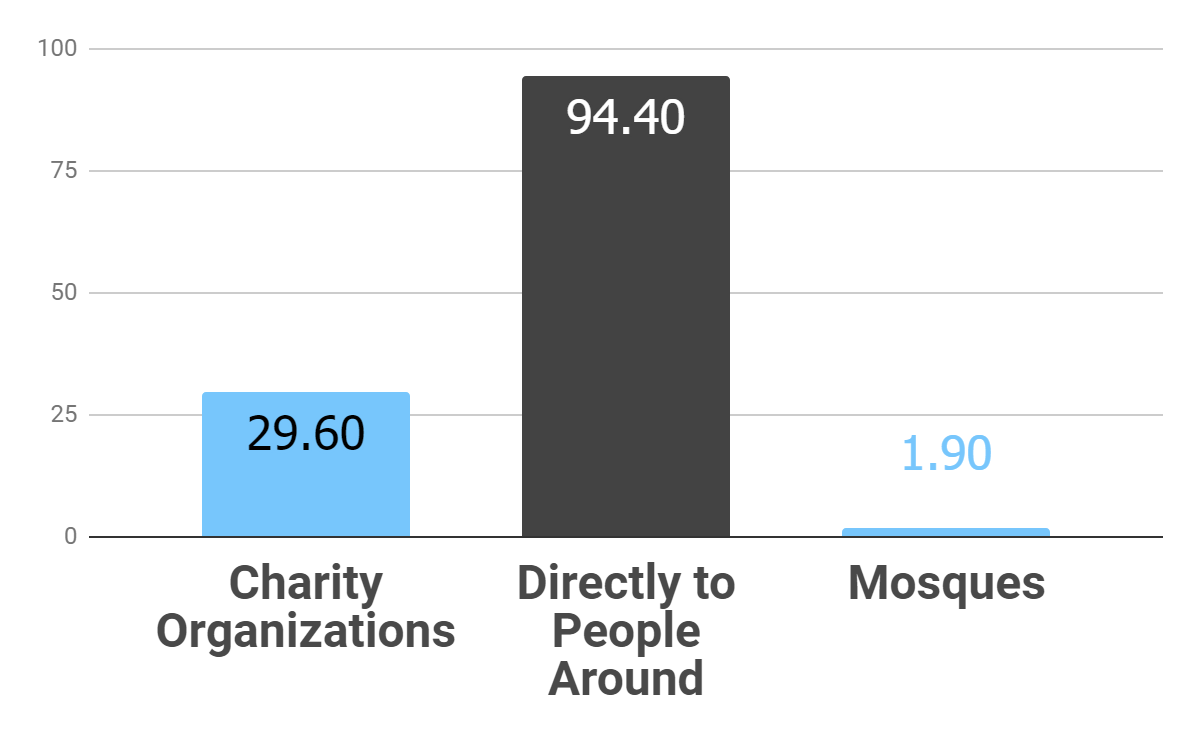 100
94.40
75
50
29.60
25
1.90
0
Charity
Organizations
Directly to
People
Around
Mosques